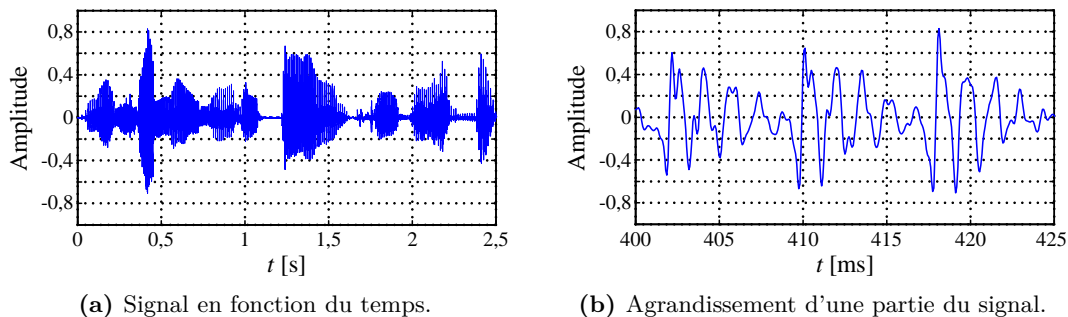 0,8
0,4
0
-0,4
-0,8
Amplitude
0 0,5 1 1,5 2 2,5
t [s]
(a) Signal en fonction du temps.
0,8
0,4
0
-0,4
-0,8
Amplitude
400 405 410 415 420 425
t [ms]
(b) Agrandissement d'une partie du signal.